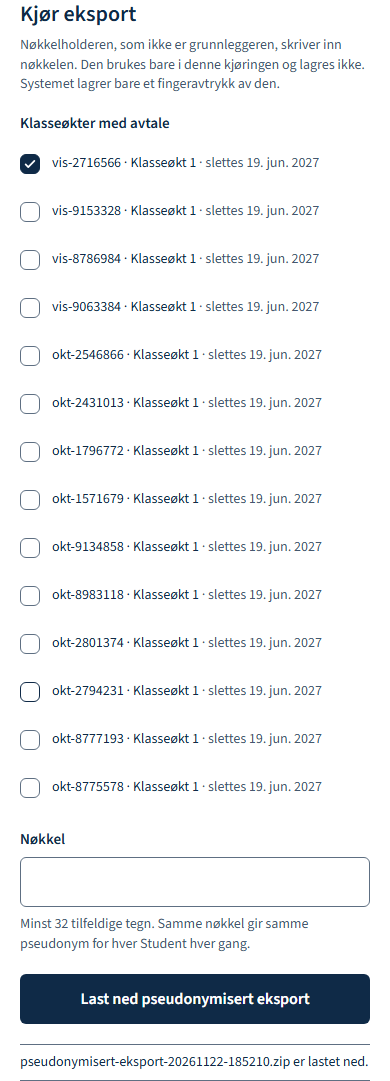 Kjør eksport
Nøkkelholderen, som ikke er grunnleggeren, skriver inn
nøkkelen. Den brukes bare i denne kjøringen og lagres ikke.
Systemet lagrer bare et fingeravtrykk av den.
Klasseøkter med avtale
vis-2716566 · Klasseøkt 1 · slettes 19. jun. 2027
vis-9153328 · Klasseøkt 1 · slettes 19. jun. 2027
vis-8786984 · Klasseøkt 1 · slettes 19. jun. 2027
vis-9063384 · Klasseøkt 1 · slettes 19. jun. 2027
okt-2546866 · Klasseøkt 1 · slettes 19. jun. 2027
okt-2431013 · Klasseøkt 1 · slettes 19. jun. 2027
okt-1796772 · Klasseøkt 1 · slettes 19. jun. 2027
okt-1571679 · Klasseøkt 1 · slettes 19. jun. 2027
okt-9134858 · Klasseøkt 1 · slettes 19. jun. 2027
okt-8983118 · Klasseøkt 1 · slettes 19. jun. 2027
okt-2801374 · Klasseøkt 1 · slettes 19. jun. 2027
okt-2794231 · Klasseøkt 1 · slettes 19. jun. 2027
okt-8777193 · Klasseøkt 1 · slettes 19. jun. 2027
okt-8775578 · Klasseøkt 1 · slettes 19. jun. 2027
Nøkkel
Minst 32 tilfeldige tegn. Samme nøkkel gir samme
pseudonym for hver Student hver gang.
Last ned pseudonymisert eksport
pseudonymisert-eksport-20261122-185210.zip er lastet ned.